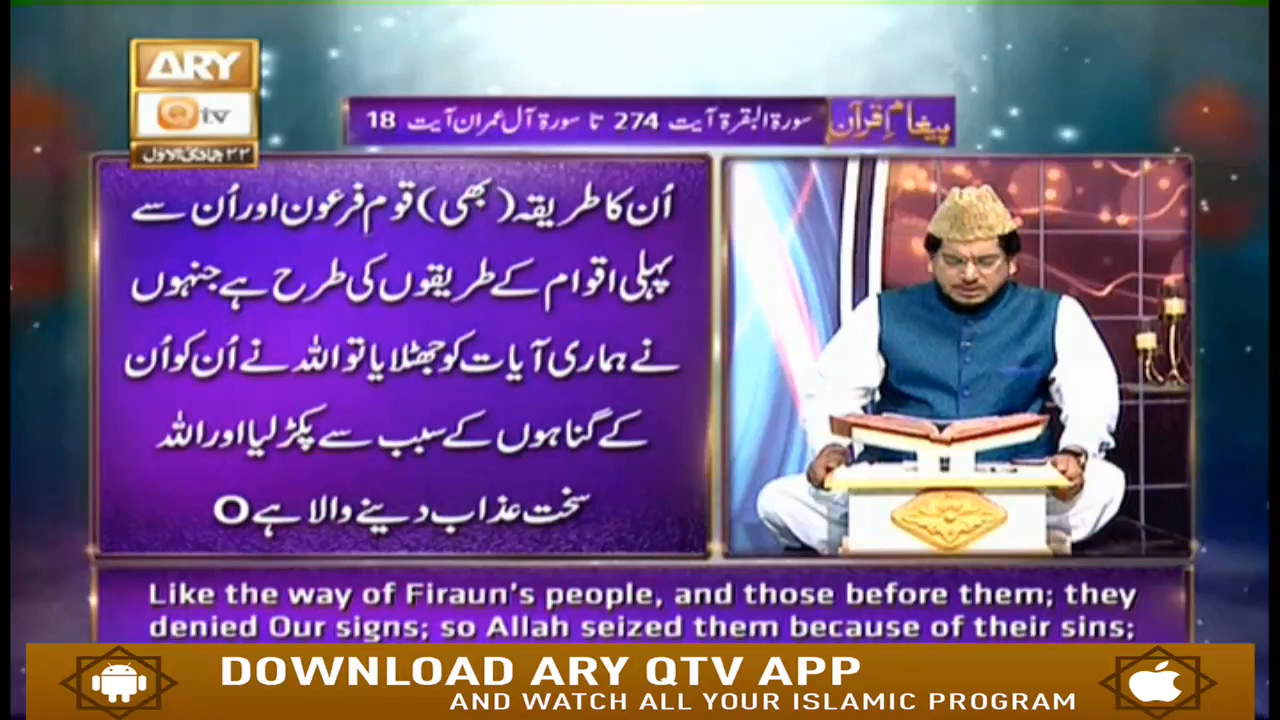 ARY
Qtv
۲۲ جمادی الاوّل
پیغامِ قرآن
سورۃ البقرۃ آیت 274 تا سورۃ آل عمران آیت 18
اُن کا طریقہ (بھی) قوم فرعون اور اُن سے
پہلی اقوام کے طریقوں کی طرح ہے جنہوں
نے ہماری آیات کو جھٹلایا تو اللہ نے اُن کو اُن
کے گناہوں کے سبب سے پکڑ لیا اور اللہ
سخت عذاب دینے والا ہے O
Like the way of Firaun's people, and those before them; they
denied Our signs; so Allah seized them because of their sins;
DOWNLOAD ARY QTV APP
AND WATCH ALL YOUR ISLAMIC PROGRAM